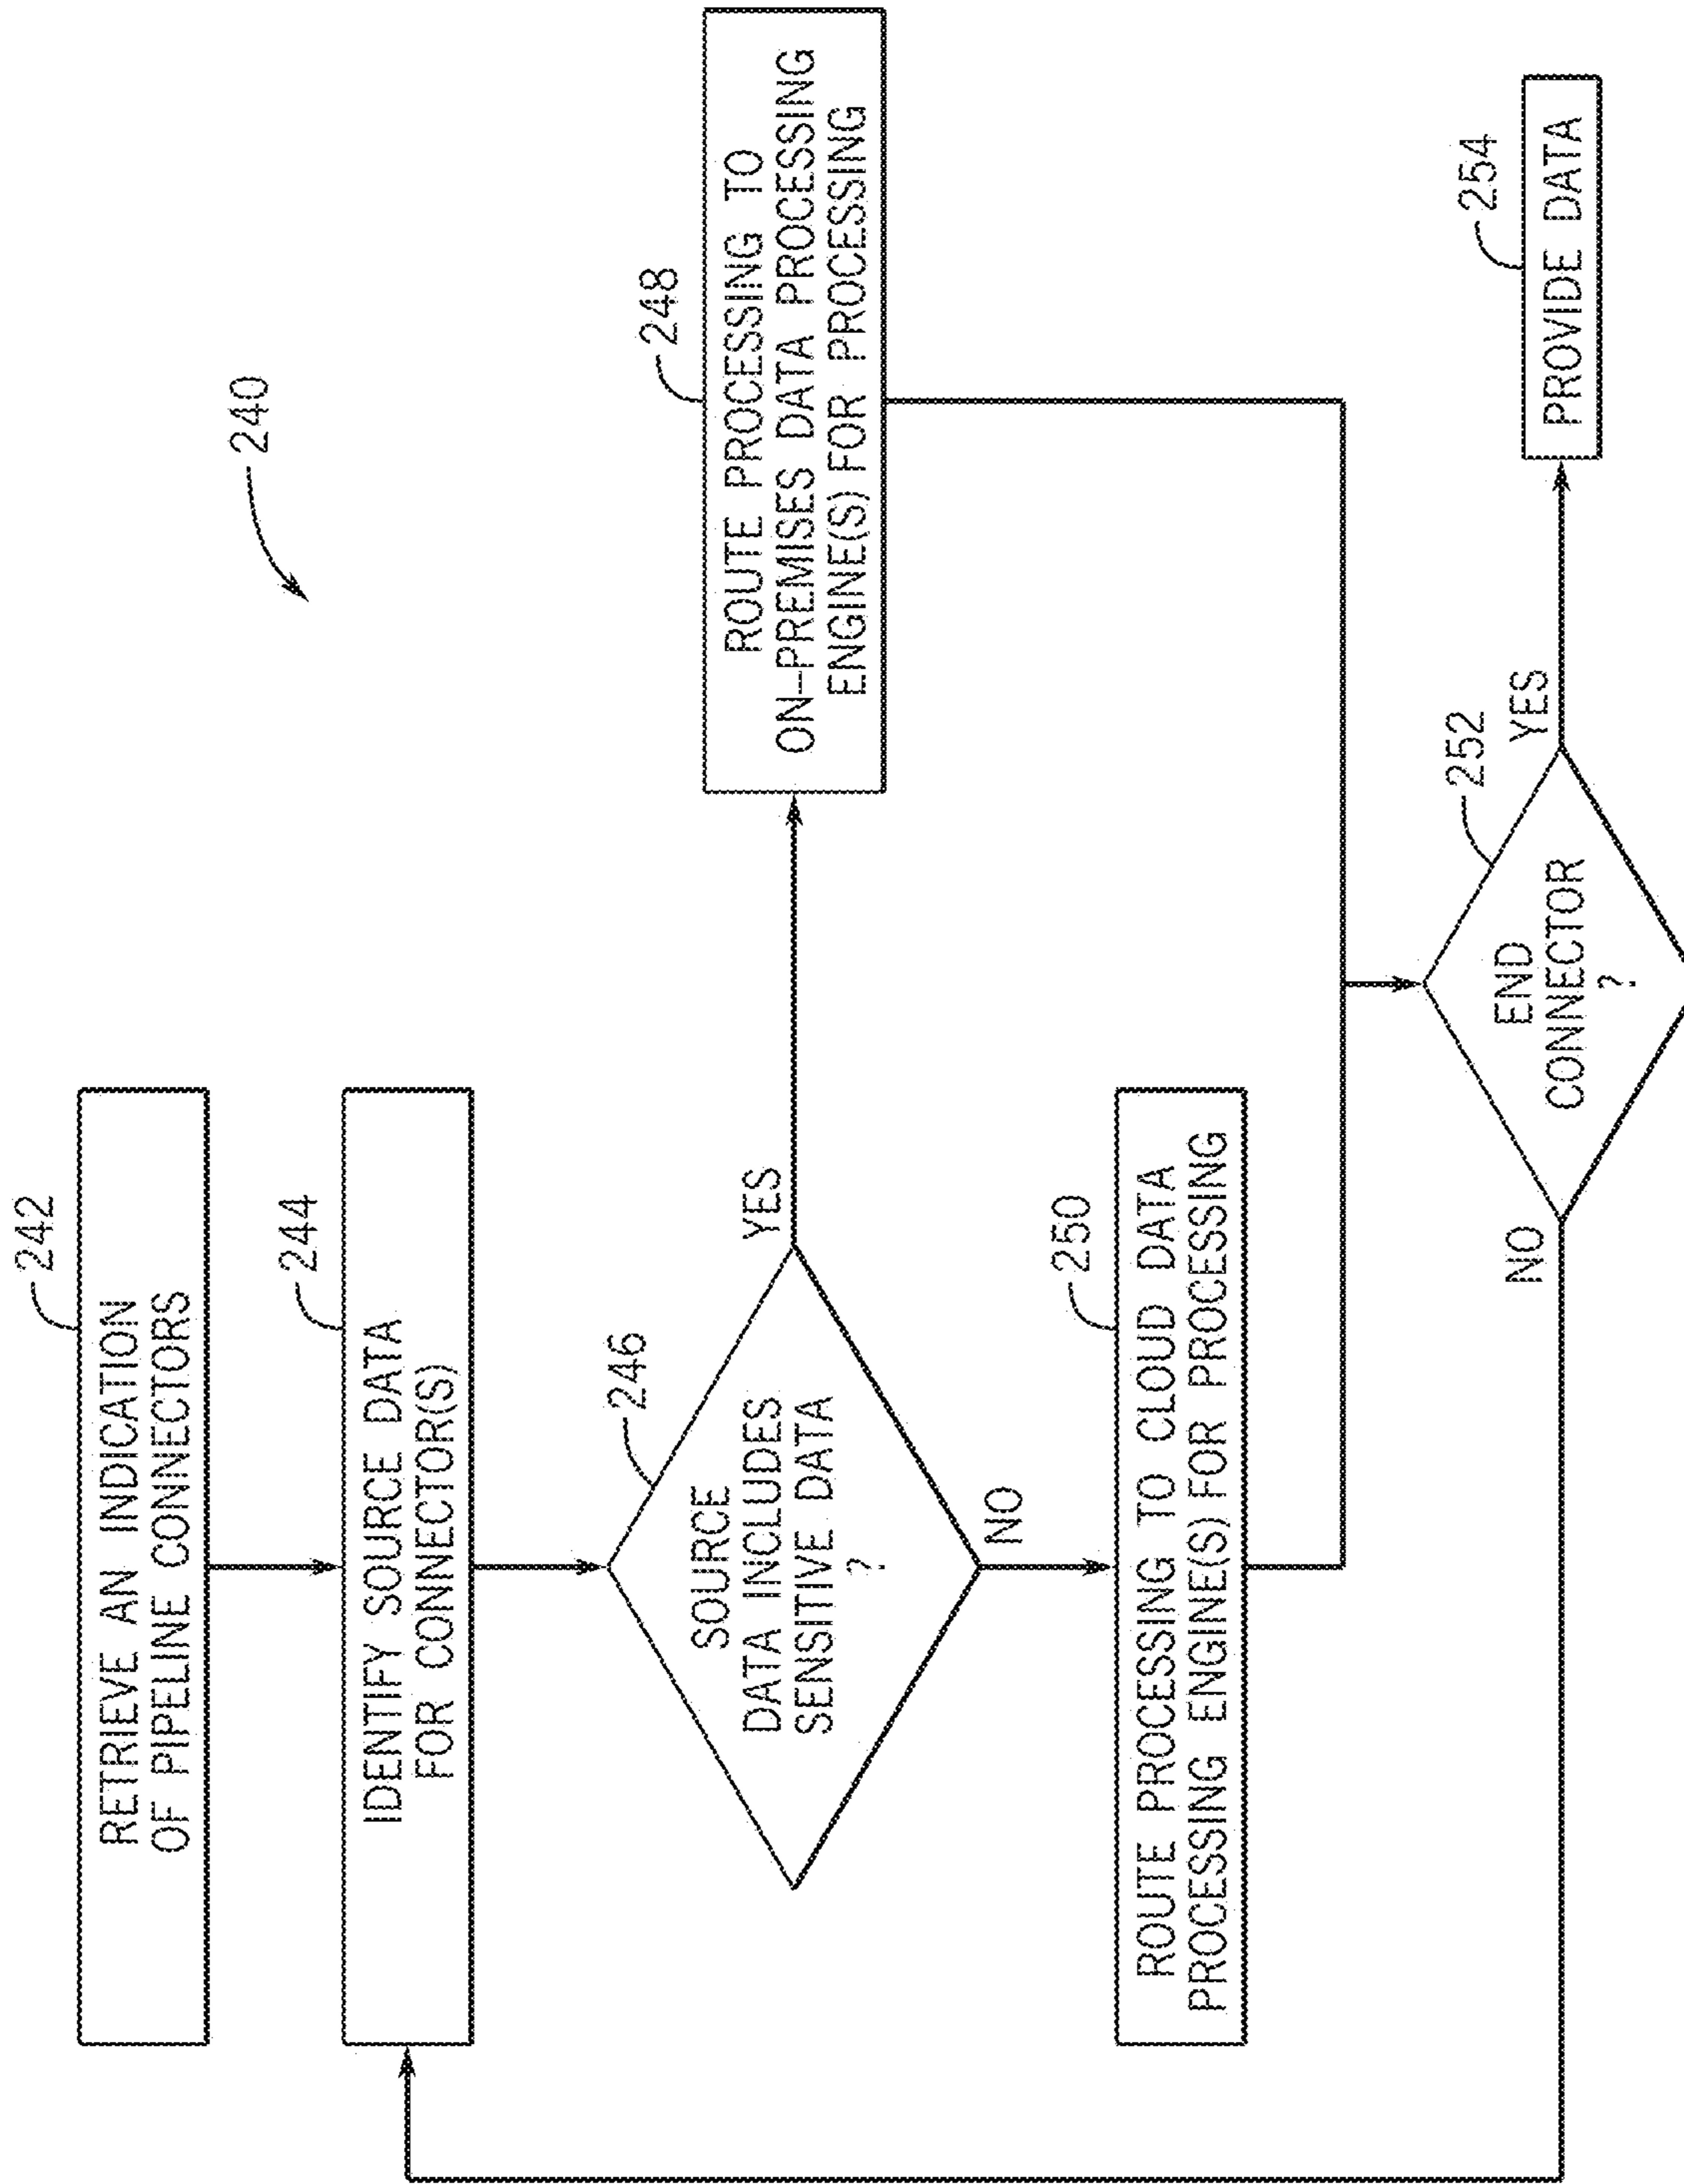 240
242
RETRIEVE AN INDICATION
OF PIPELINE CONNECTORS
244
IDENTIFY SOURCE DATA
FOR CONNECTOR(S)
246
SOURCE
DATA INCLUDES
SENSITIVE DATA
?
YES
248
ROUTE PROCESSING TO
ON-PREMISES DATA PROCESSING
ENGINE(S) FOR PROCESSING
NO
250
ROUTE PROCESSING TO CLOUD DATA
PROCESSING ENGINE(S) FOR PROCESSING
252
END
CONNECTOR
?
NO
YES
254
PROVIDE DATA